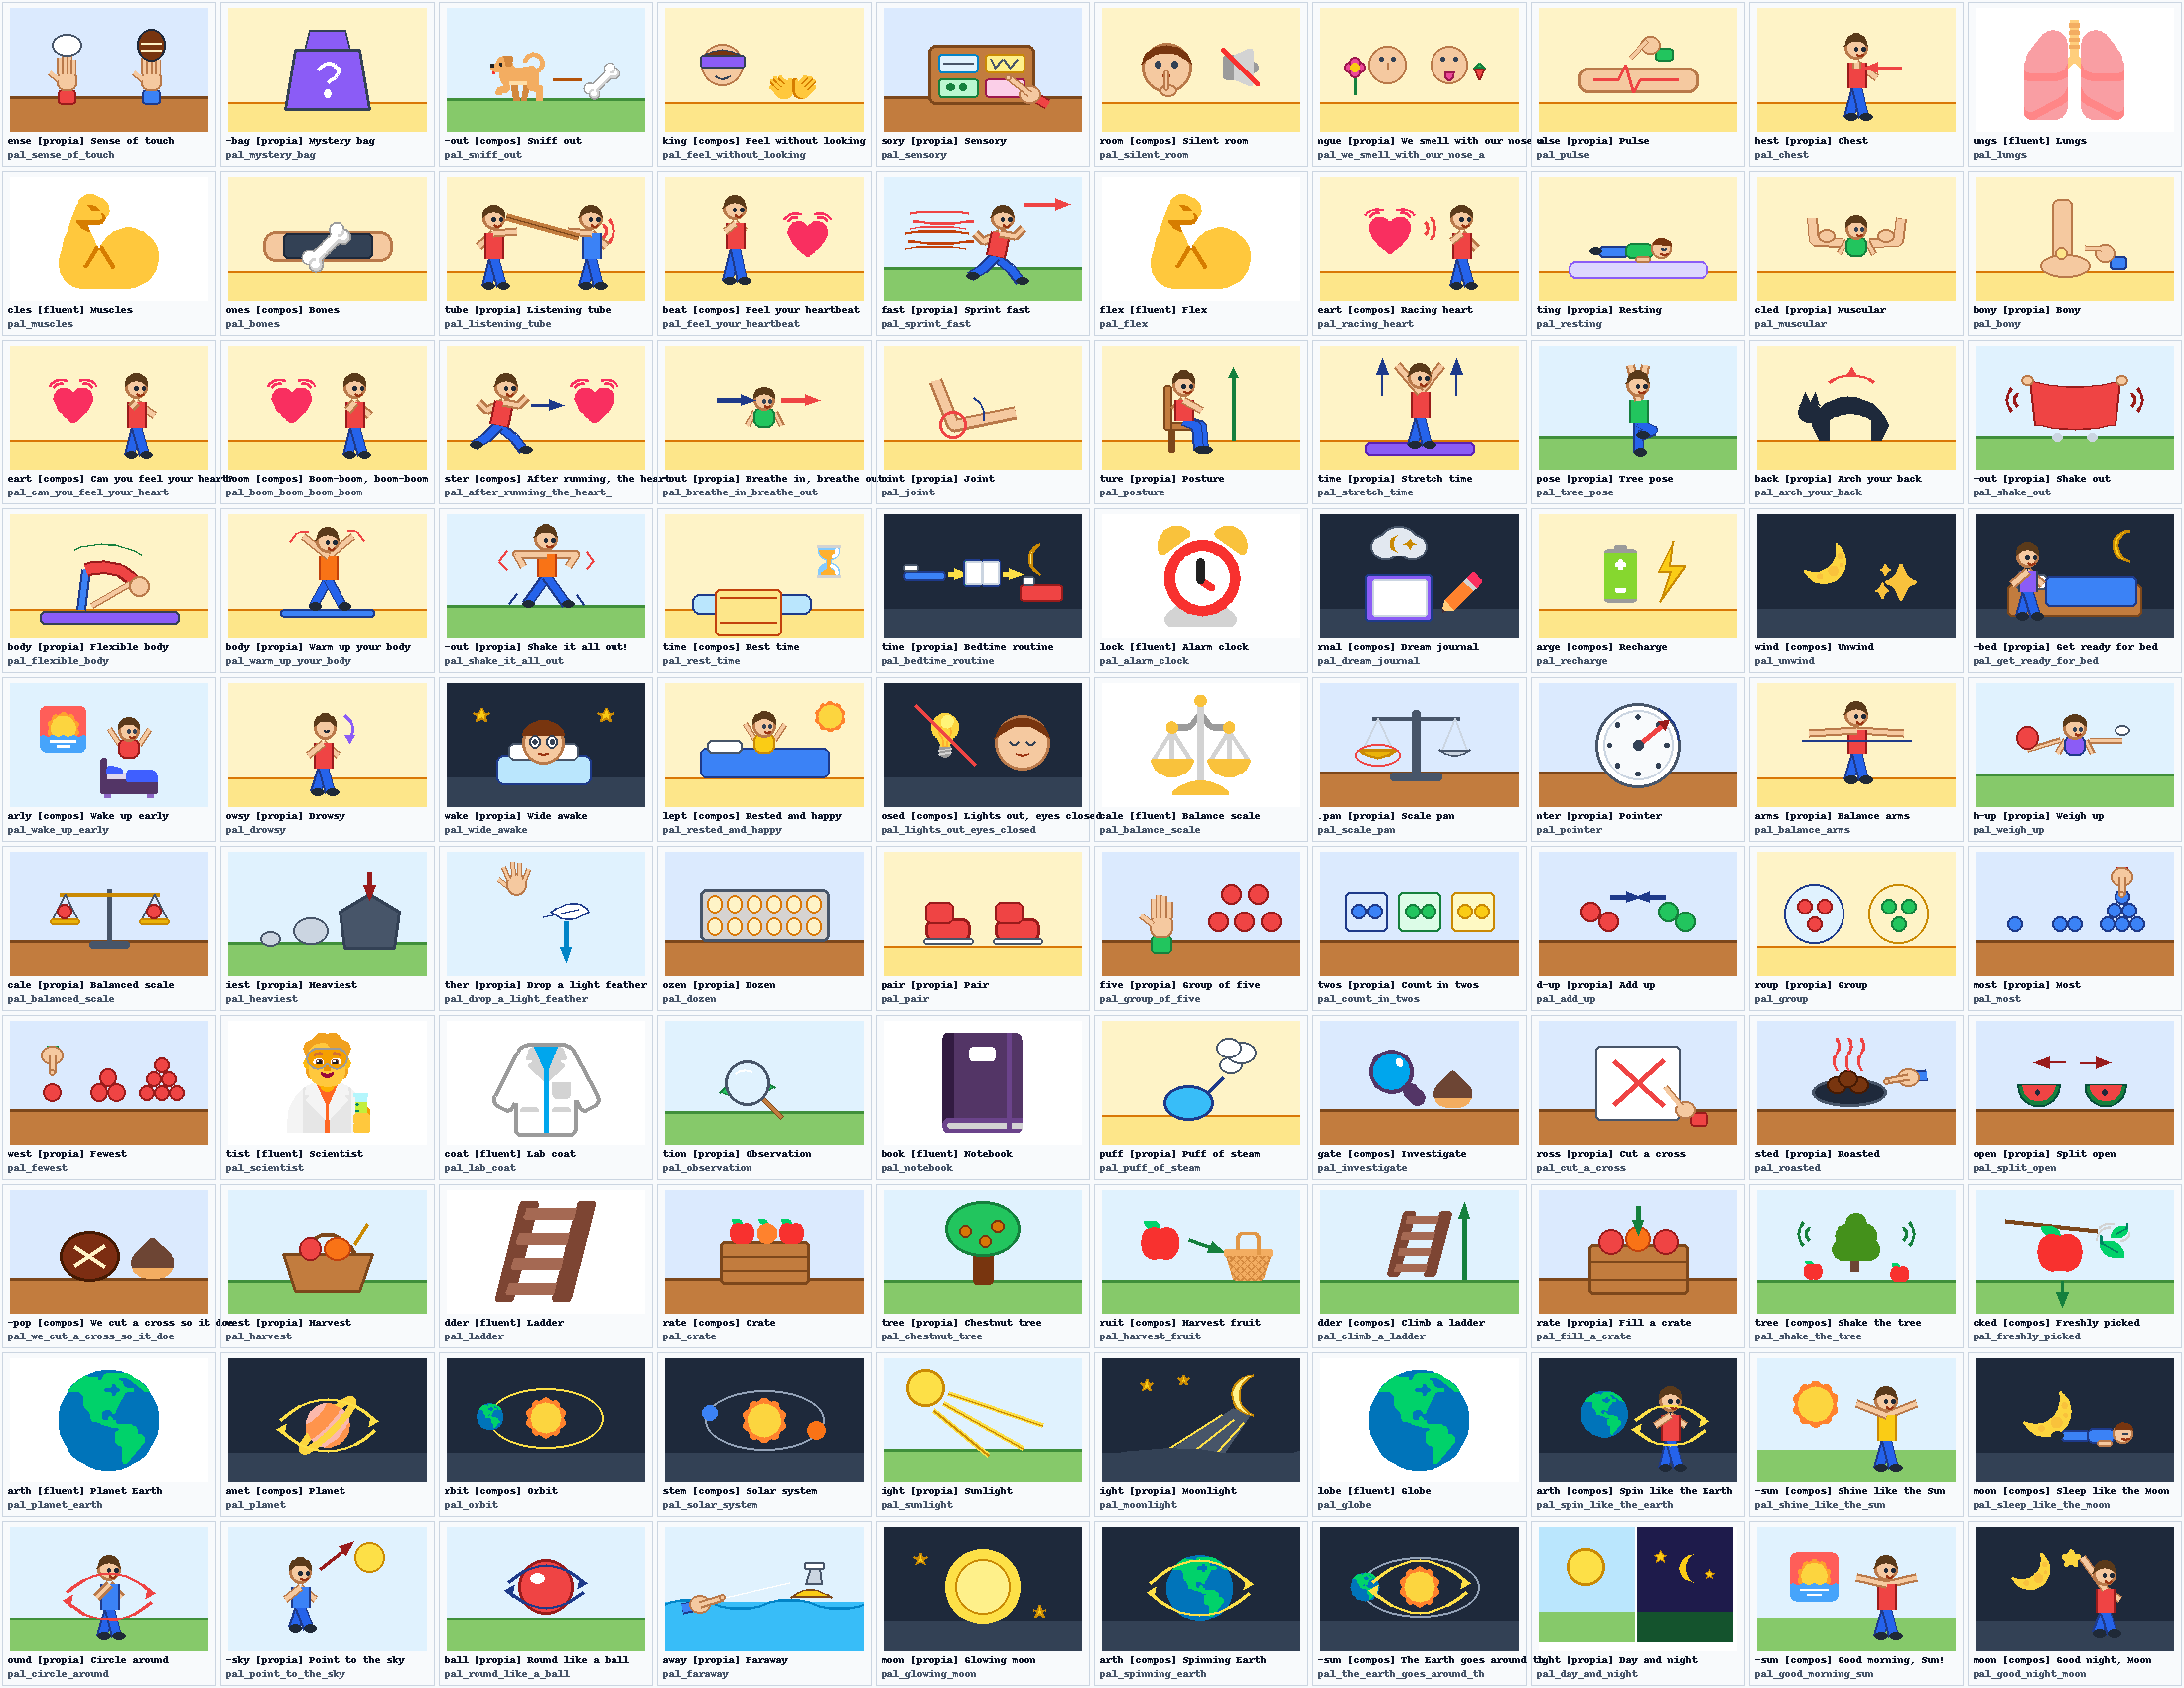 ense [propia] Sense of touch
pal_sense_of_touch
-bag [propia] Mystery bag
pal_mystery_bag
-out [compos] Sniff out
pal_sniff_out
king [compos] Feel without looking
pal_feel_without_looking
sory [propia] Sensory
pal_sensory
room [compos] Silent room
pal_silent_room
ngue [propia] We smell with our nose
pal_we_smell_with_our_nose_a
ulse [propia] Pulse
pal_pulse
hest [propia] Chest
pal_chest
ungs [fluent] Lungs
pal_lungs
cles [fluent] Muscles
pal_muscles
ones [compos] Bones
pal_bones
tube [propia] Listening tube
pal_listening_tube
beat [compos] Feel your heartbeat
pal_feel_your_heartbeat
fast [propia] Sprint fast
pal_sprint_fast
flex [fluent] Flex
pal_flex
eart [compos] Racing heart
pal_racing_heart
ting [propia] Resting
pal_resting
cled [propia] Muscular
pal_muscular
bony [propia] Bony
pal_bony
eart [compos] Can you feel your heart
pal_can_you_feel_your_heart
boom [compos] Boom-boom, boom-boom
pal_boom_boom_boom_boom
ster [compos] After running, the heart
pal_after_running_the_heart_
out [propia] Breathe in, breathe out
pal_breathe_in_breathe_out
oint [propia] Joint
pal_joint
ture [propia] Posture
pal_posture
time [propia] Stretch time
pal_stretch_time
pose [propia] Tree pose
pal_tree_pose
back [propia] Arch your back
pal_arch_your_back
-out [propia] Shake out
pal_shake_out
body [propia] Flexible body
pal_flexible_body
body [propia] Warm up your body
pal_warm_up_your_body
-out [propia] Shake it all out!
pal_shake_it_all_out
time [compos] Rest time
pal_rest_time
tine [propia] Bedtime routine
pal_bedtime_routine
lock [fluent] Alarm clock
pal_alarm_clock
rnal [compos] Dream journal
pal_dream_journal
arge [compos] Recharge
pal_recharge
wind [compos] Unwind
pal_unwind
-bed [propia] Get ready for bed
pal_get_ready_for_bed
arly [compos] Wake up early
pal_wake_up_early
owsy [propia] Drowsy
pal_drowsy
wake [propia] Wide awake
pal_wide_awake
lept [compos] Rested and happy
pal_rested_and_happy
osed [compos] Lights out, eyes closed
pal_lights_out_eyes_closed
cale [fluent] Balance scale
pal_balance_scale
.pan [propia] Scale pan
pal_scale_pan
nter [propia] Pointer
pal_pointer
arms [propia] Balance arms
pal_balance_arms
h-up [propia] Weigh up
pal_weigh_up
cale [propia] Balanced scale
pal_balanced_scale
iest [propia] Heaviest
pal_heaviest
ther [propia] Drop a light feather
pal_drop_a_light_feather
ozen [propia] Dozen
pal_dozen
pair [propia] Pair
pal_pair
five [propia] Group of five
pal_group_of_five
twos [propia] Count in twos
pal_count_in_twos
d-up [propia] Add up
pal_add_up
roup [propia] Group
pal_group
most [propia] Most
pal_most
west [propia] Fewest
pal_fewest
tist [fluent] Scientist
pal_scientist
coat [fluent] Lab coat
pal_lab_coat
tion [propia] Observation
pal_observation
book [fluent] Notebook
pal_notebook
puff [propia] Puff of steam
pal_puff_of_steam
gate [compos] Investigate
pal_investigate
ross [propia] Cut a cross
pal_cut_a_cross
sted [propia] Roasted
pal_roasted
open [propia] Split open
pal_split_open
-pop [compos] We cut a cross so it doe
pal_we_cut_a_cross_so_it_doe
vest [propia] Harvest
pal_harvest
dder [fluent] Ladder
pal_ladder
rate [compos] Crate
pal_crate
tree [propia] Chestnut tree
pal_chestnut_tree
ruit [compos] Harvest fruit
pal_harvest_fruit
dder [compos] Climb a ladder
pal_climb_a_ladder
rate [propia] Fill a crate
pal_fill_a_crate
tree [compos] Shake the tree
pal_shake_the_tree
cked [compos] Freshly picked
pal_freshly_picked
arth [fluent] Planet Earth
pal_planet_earth
amet [compos] Planet
pal_planet
rbit [compos] Orbit
pal_orbit
stem [compos] Solar system
pal_solar_system
ight [propia] Sunlight
pal_sunlight
ight [propia] Moonlight
pal_moonlight
lobe [fluent] Globe
pal_globe
arth [compos] Spin like the Earth
pal_spin_like_the_earth
-sun [compos] Shine like the Sun
pal_shine_like_the_sun
moon [compos] Sleep like the Moon
pal_sleep_like_the_moon
ound [propia] Circle around
pal_circle_around
-sky [propia] Point to the sky
pal_point_to_the_sky
ball [propia] Round like a ball
pal_round_like_a_ball
away [propia] Faraway
pal_faraway
moon [propia] Glowing moon
pal_glowing_moon
arth [compos] Spinning Earth
pal_spinning_earth
-sun [compos] The Earth goes around
pal_the_earth_goes_around_th
ight [propia] Day and night
pal_day_and_night
-sun [compos] Good morning, Sun!
pal_good_morning_sun
moon [compos] Good night, Moon
pal_good_night_moon